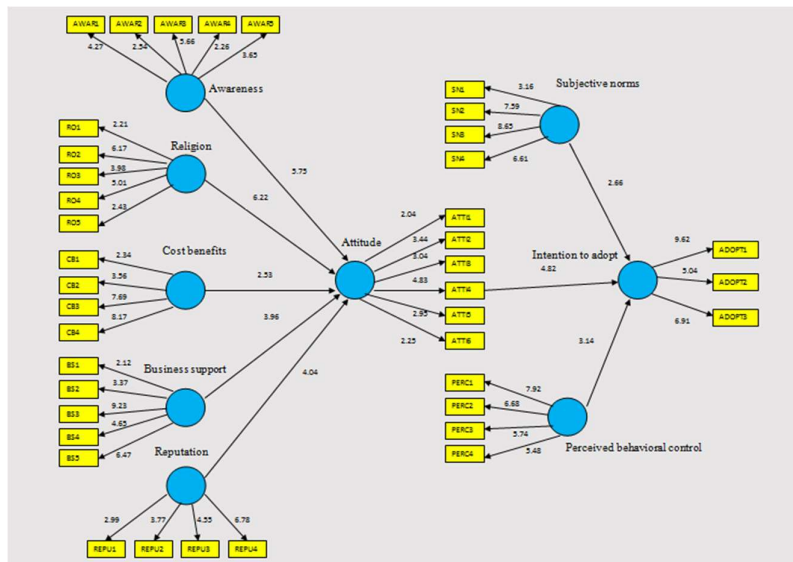 AWAR1 AWAR2 AWAR3 AWAR4 AWAR5
4.27 2.54 5.66 2.26 3.65
Awareness
5.75
RO1 2.21
RO2 6.17
RO3 3.98
RO4 5.01
RO5 2.43
Religion
6.22
CB1 2.34
CB2 3.56
CB3 7.69
CB4 8.17
Cost benefits
2.53
BS1 2.12
BS2 3.37
BS3 9.23
BS4 4.65
BS5 6.47
Business support
3.96
Reputation
4.04
2.99 3.77 4.55 6.78
REPU1 REPU2 REPU3 REPU4
Attitude
2.04 ATTI1
3.44 ATTI2
3.04 ATTI3
4.83 ATTI4
2.95 ATTI5
2.25 ATTI6
4.82
SN1 3.16
SN2 7.59
SN3 8.65
SN4 6.61
Subjective norms
2.66
Intention to adopt
9.62 ADOPT1
5.04 ADOPT2
6.91 ADOPT3
3.14
PERC1 7.92
PERC2 6.68
PERC3 5.74
PERC4 5.48
Perceived behavioral control